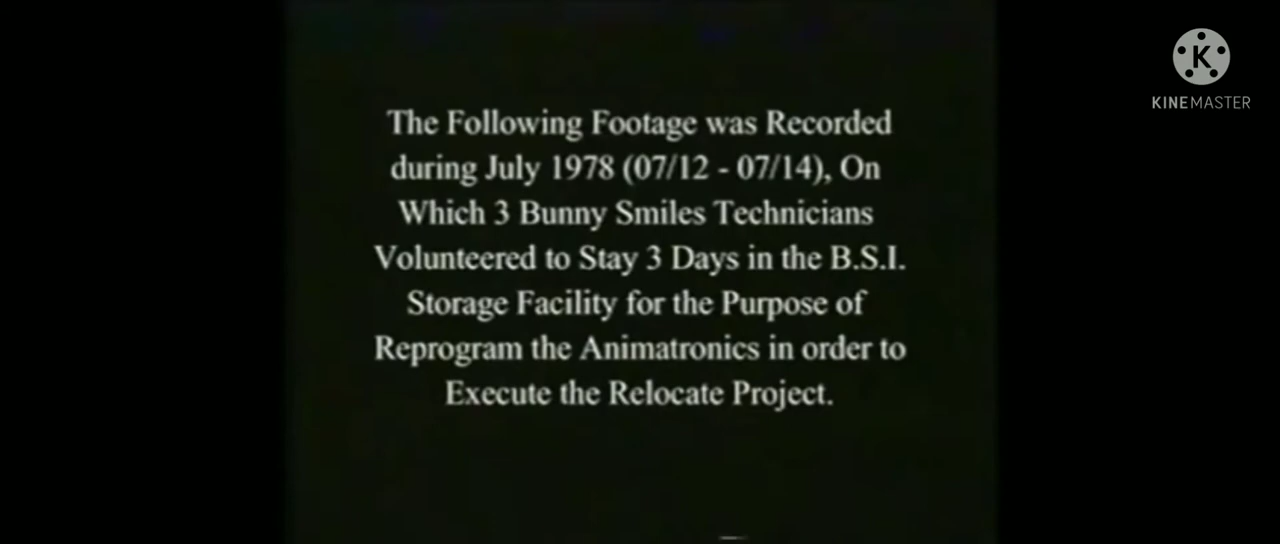 The Following Footage was Recorded
during July 1978 (07/12 - 07/14), On
Which 3 Bunny Smiles Technicians
Volunteered to Stay 3 Days in the B.S.I.
Storage Facility for the Purpose of
Reprogram the Animatronics in order to
Execute the Relocate Project.
K
KINEMASTER